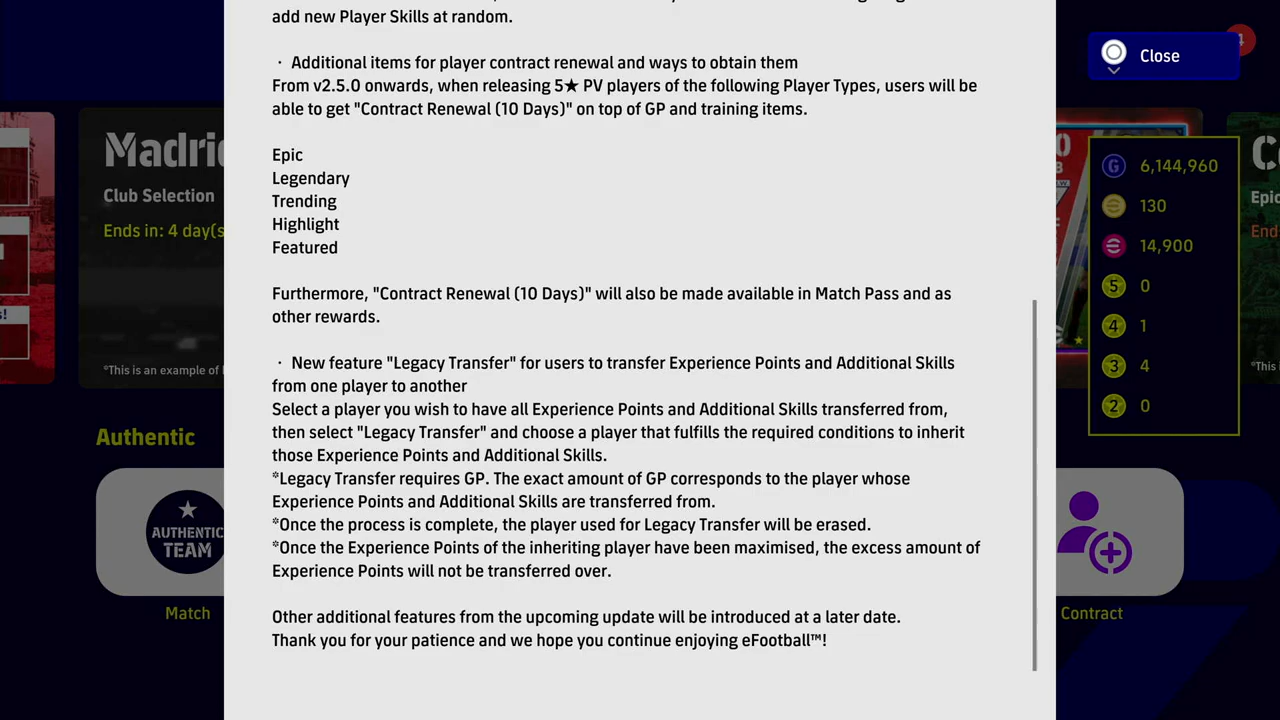 add new Player Skills at random.
・ Additional items for player contract renewal and ways to obtain them
From v2.5.0 onwards, when releasing 5★ PV players of the following Player Types, users will be
able to get "Contract Renewal (10 Days)" on top of GP and training items.
Epic
Legendary
Trending
Highlight
Featured
Furthermore, "Contract Renewal (10 Days)" will also be made available in Match Pass and as
other rewards.
・ New feature "Legacy Transfer" for users to transfer Experience Points and Additional Skills
from one player to another
Select a player you wish to have all Experience Points and Additional Skills transferred from,
then select "Legacy Transfer" and choose a player that fulfills the required conditions to inherit
those Experience Points and Additional Skills.
*Legacy Transfer requires GP. The exact amount of GP corresponds to the player whose
Experience Points and Additional Skills are transferred from.
*Once the process is complete, the player used for Legacy Transfer will be erased.
*Once the Experience Points of the inheriting player have been maximised, the excess amount of
Experience Points will not be transferred over.
Other additional features from the upcoming update will be introduced at a later date.
Thank you for your patience and we hope you continue enjoying eFootball™!
Close
4
G 6,144,960
130
14,900
5 0
4 1
3 4
2 0
Madri
Club Selection
Ends in: 4 day(s
*This is an example of
Authentic
AUTHENTIC
TEAM
Match
Contract
Epic
End
*This i